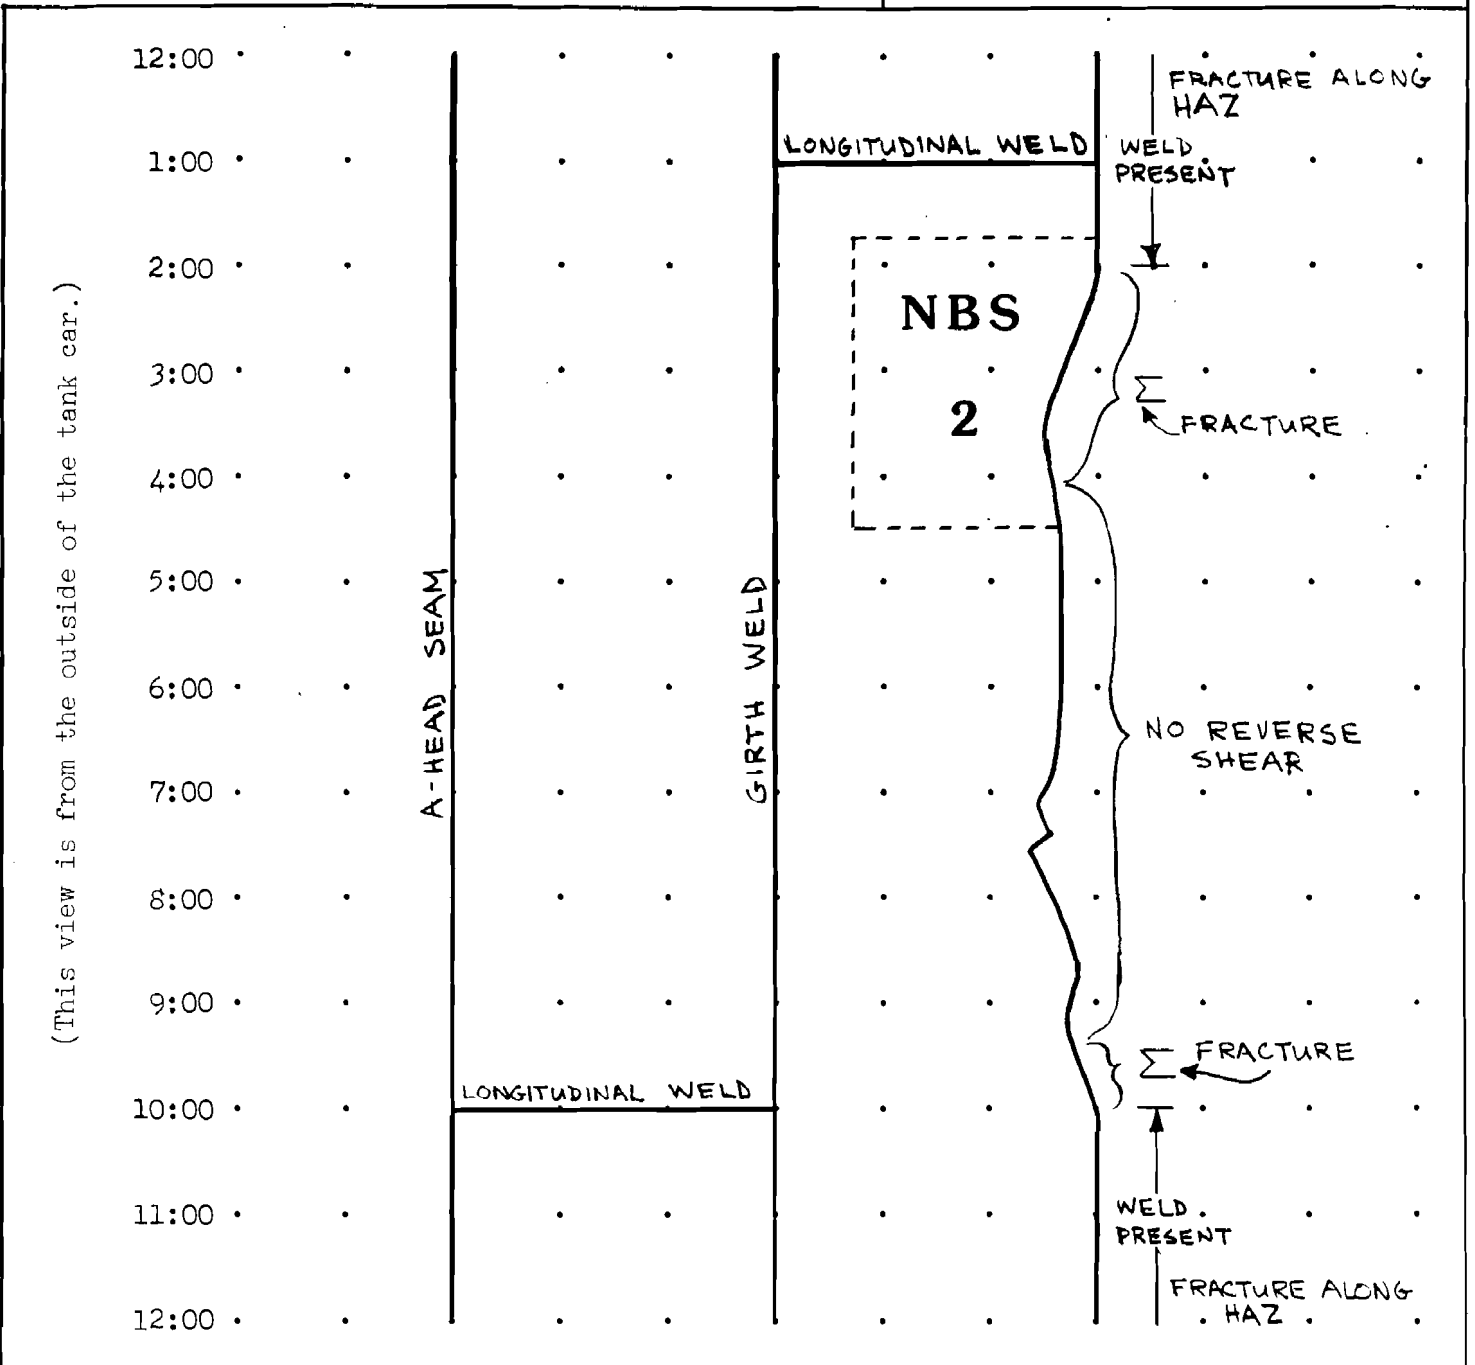 12:00
FRACTURE ALONG
HAZ
LONGITUDINAL WELD
WELD
PRESENT
1:00
2:00
NBS
2
3:00
Σ
FRACTURE
4:00
5:00
6:00
7:00
8:00
9:00
10:00
11:00
12:00
(This view is from the outside of the tank car.)
A-HEAD SEAM
GIRTH WELD
NO REVERSE
SHEAR
Σ FRACTURE
LONGITUDINAL WELD
WELD
PRESENT
FRACTURE ALONG
HAZ